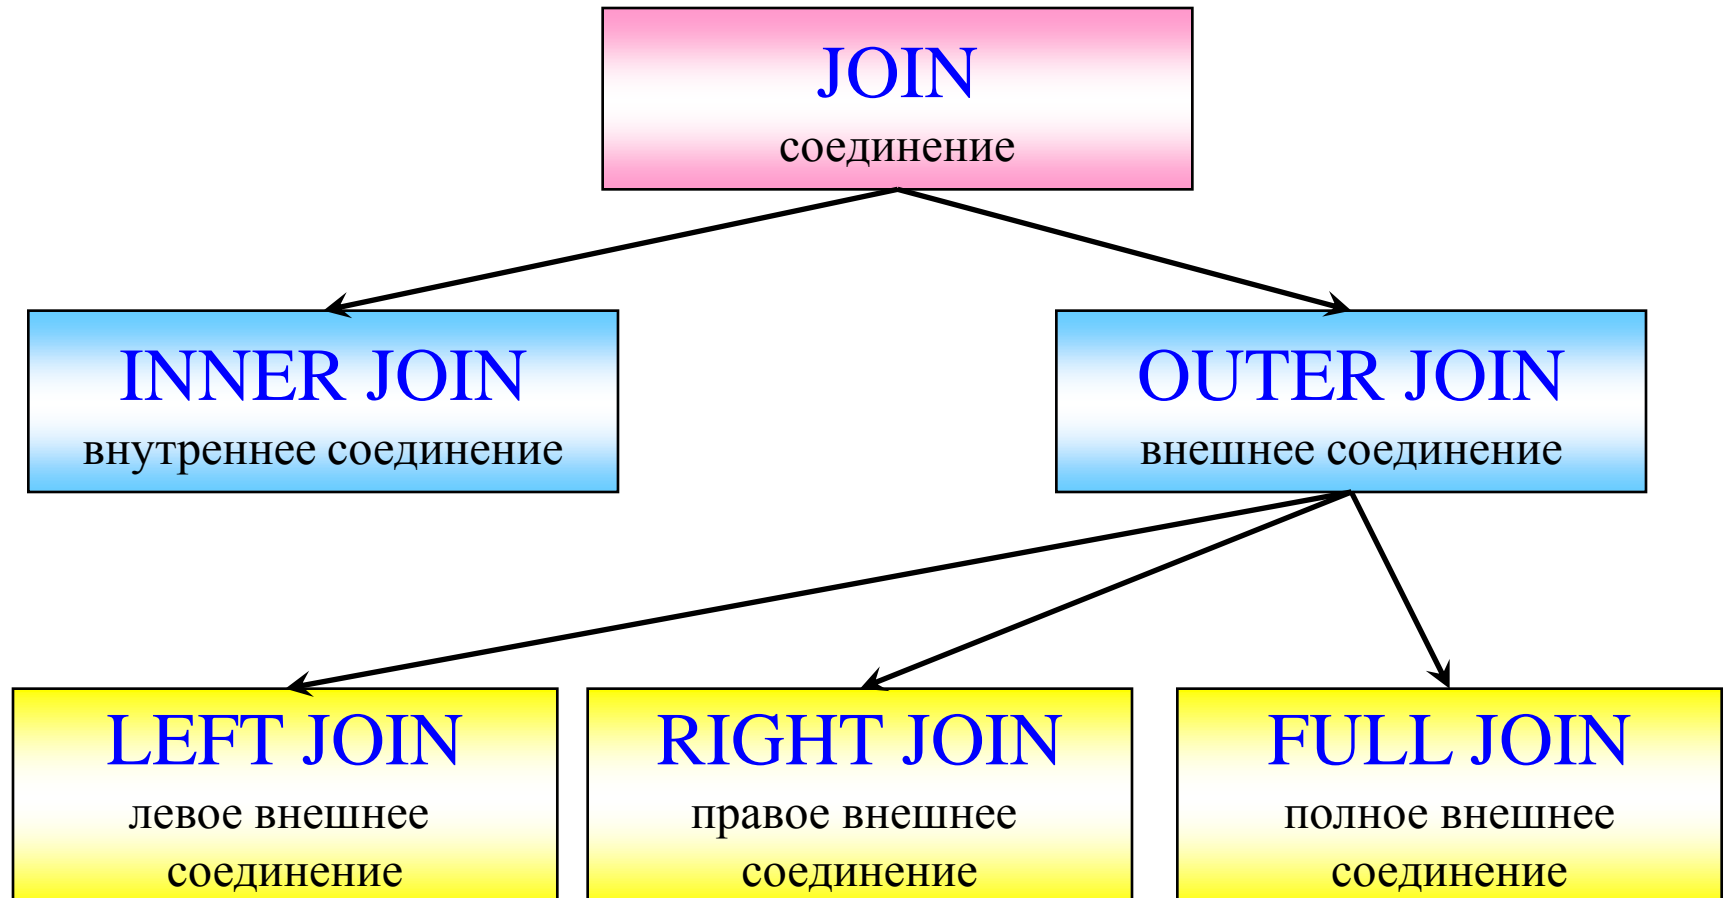 JOIN
соединение
INNER JOIN
внутреннее соединение
OUTER JOIN
внешнее соединение
LEFT JOIN
левое внешнее
соединение
RIGHT JOIN
правое внешнее
соединение
FULL JOIN
полное внешнее
соединение